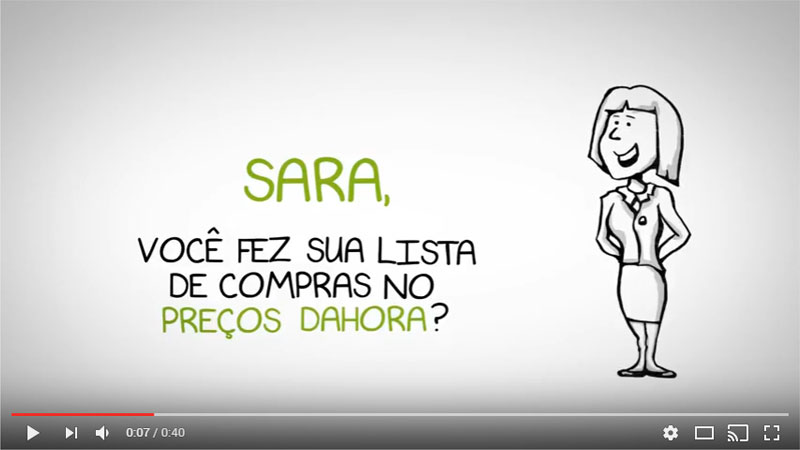 SARA,
VOCÊ FEZ SUA LISTA
DE COMPRAS NO
PREÇOS DAHORA?
0:07 / 0:40